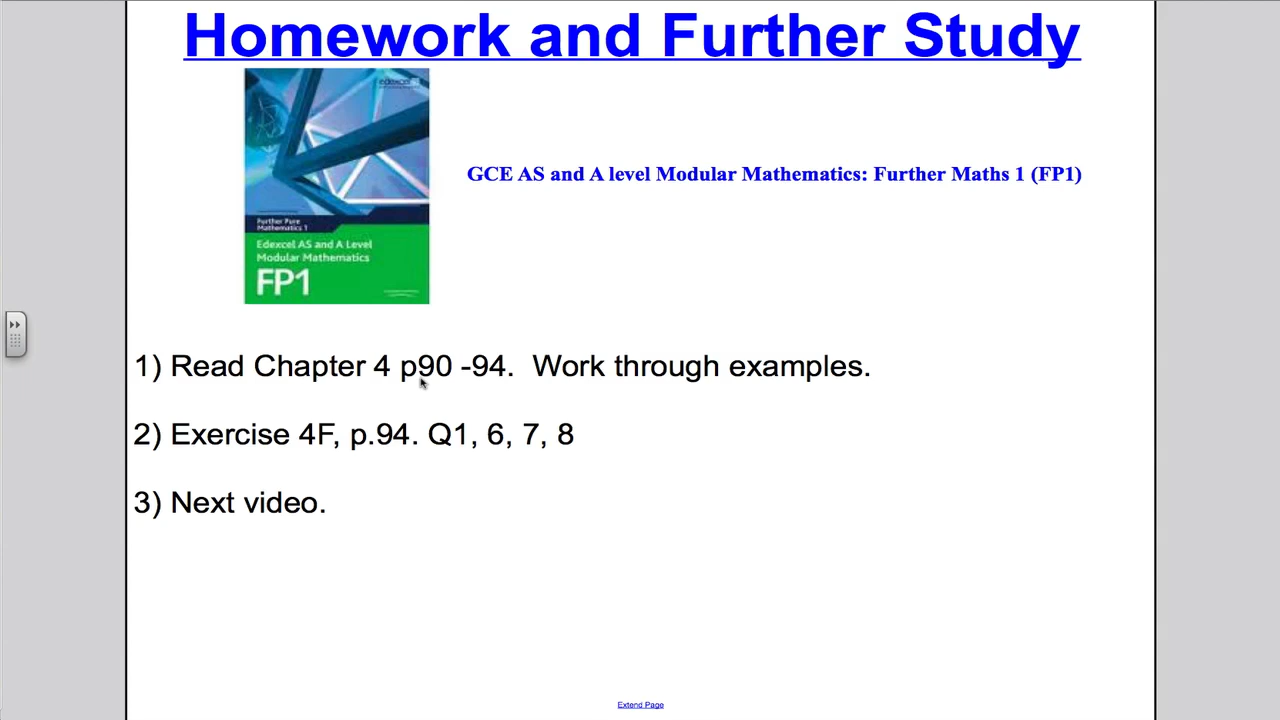 Homework and Further Study
edexcel
GCE AS and A level Modular Mathematics: Further Maths 1 (FP1)
Further Pure
Mathematics 1
Edexcel AS and A Level
Modular Mathematics
FP1
1) Read Chapter 4 p90 -94.  Work through examples.
2) Exercise 4F, p.94. Q1, 6, 7, 8
3) Next video.
Extend Page